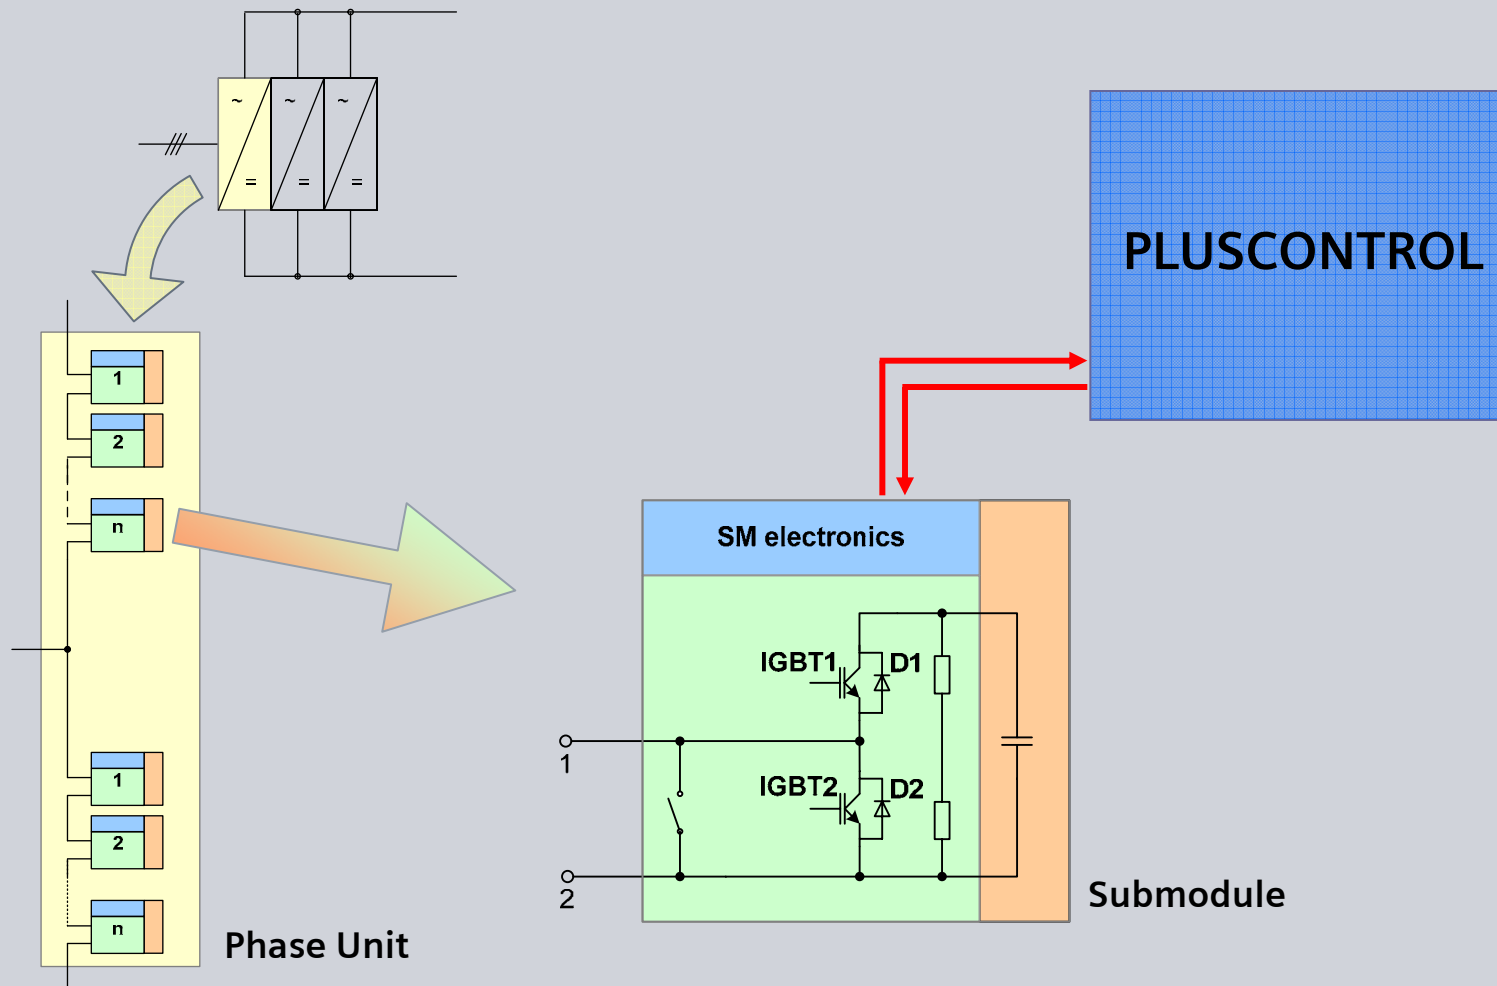 ~ ~ ~
= = =
PLUSCONTROL
1
2
n
SM electronics
IGBT1 D1
1
IGBT2 D2
2
1
2
n
Submodule
Phase Unit